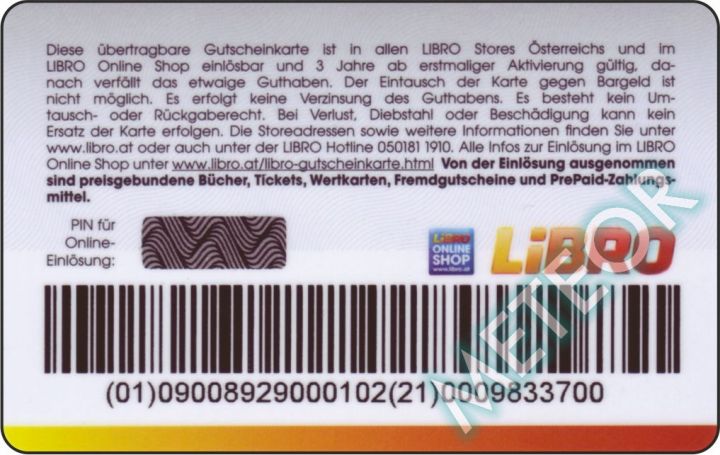 Diese übertragbare Gutscheinkarte ist in allen LIBRO Stores Österreichs und im
LIBRO Online Shop einlösbar und 3 Jahre ab erstmaliger Aktivierung gültig, da-
nach verfällt das etwaige Guthaben. Der Eintausch der Karte gegen Bargeld ist
nicht möglich. Es erfolgt keine Verzinsung des Guthabens. Es besteht kein Um-
tausch- oder Rückgaberecht. Bei Verlust, Diebstahl oder Beschädigung kann kein
Ersatz der Karte erfolgen. Die Storeadressen sowie weitere Informationen finden Sie unter
www.libro.at oder auch unter der LIBRO Hotline 050181 1910. Alle Infos zur Einlösung im LIBRO
Online Shop unter www.libro.at/libro-gutscheinkarte.html Von der Einlösung ausgenommen
sind preisgebundene Bücher, Tickets, Wertkarten, Fremdgutscheine und PrePaid-Zahlungs-
mittel.
PIN für
Online-
Einlösung:
LiBRO
ONLINE
SHOP
www.libro.at
LiBRO
METEOR
(01)09008929000102(21)0009833700